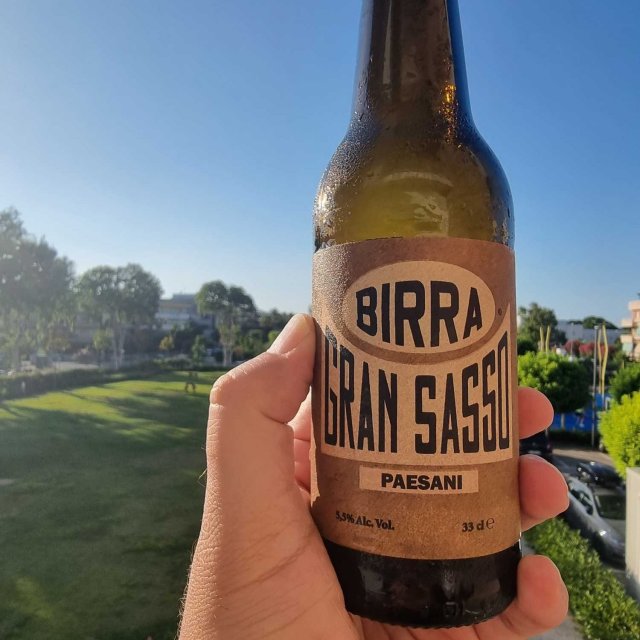 BIRRA
GRAN SASSO
PAESANI
5,5% Alc. Vol. 33 cl e